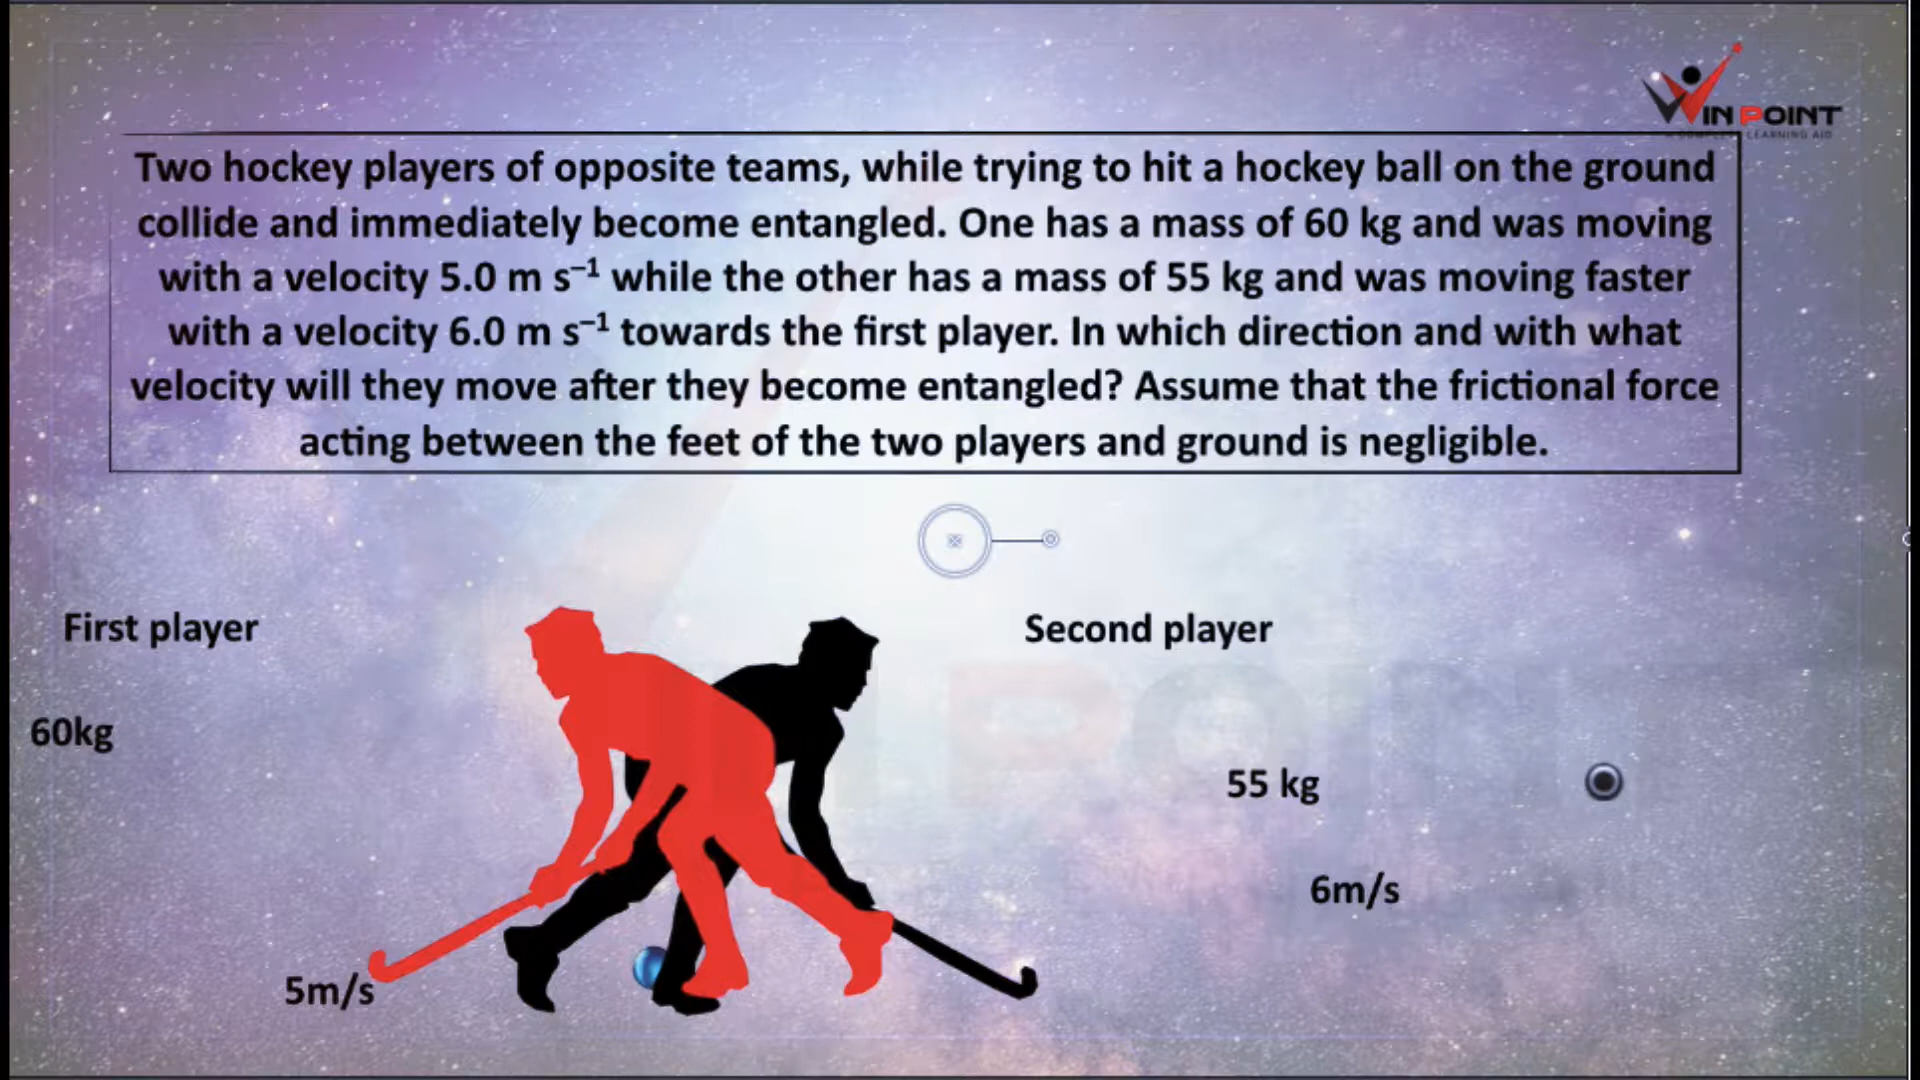 WIN POINT
A COMPLETE LEARNING AID
Two hockey players of opposite teams, while trying to hit a hockey ball on the ground
collide and immediately become entangled. One has a mass of 60 kg and was moving
with a velocity 5.0 m s⁻¹ while the other has a mass of 55 kg and was moving faster
with a velocity 6.0 m s⁻¹ towards the first player. In which direction and with what
velocity will they move after they become entangled? Assume that the frictional force
acting between the feet of the two players and ground is negligible.
First player
Second player
60kg
55 kg
6m/s
5m/s